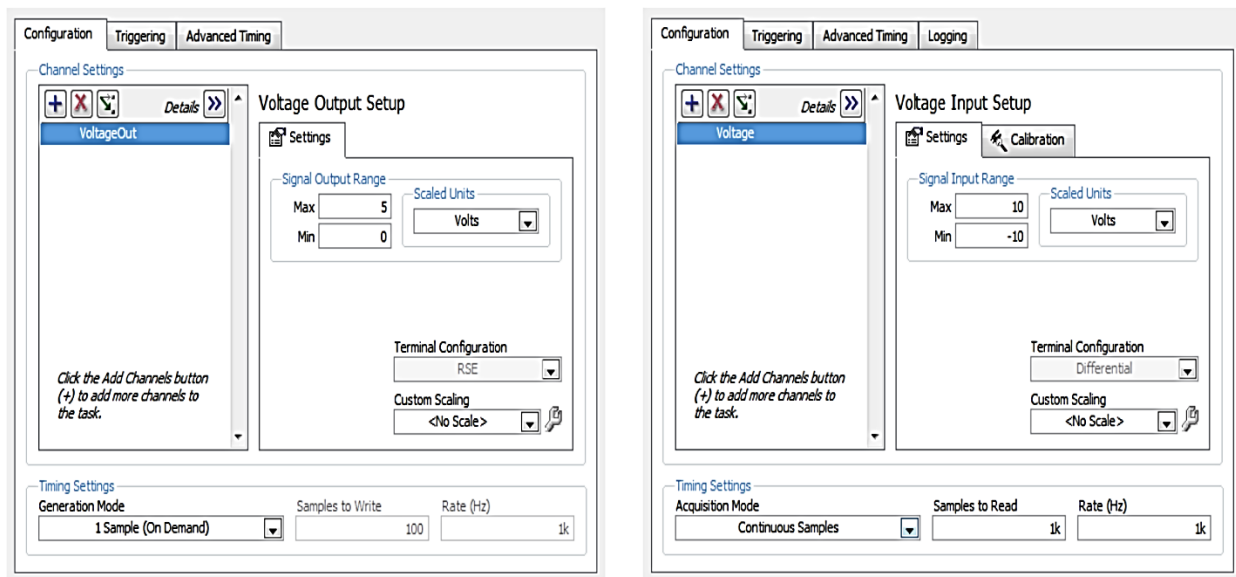 Configuration Triggering Advanced Timing
Channel Settings
Details
VoltageOut
Voltage Output Setup
Settings
Signal Output Range
Max 5
Min 0
Scaled Units
Volts
Click the Add Channels button
(+) to add more channels to
the task.
Terminal Configuration
RSE
Custom Scaling
<No Scale>
Timing Settings
Generation Mode Samples to Write Rate (Hz)
1 Sample (On Demand) 100 1k
Configuration Triggering Advanced Timing Logging
Channel Settings
Details
Voltage
Voltage Input Setup
Settings Calibration
Signal Input Range
Max 10
Min -10
Scaled Units
Volts
Click the Add Channels button
(+) to add more channels to
the task.
Terminal Configuration
Differential
Custom Scaling
<No Scale>
Timing Settings
Acquisition Mode Samples to Read Rate (Hz)
Continuous Samples 1k 1k